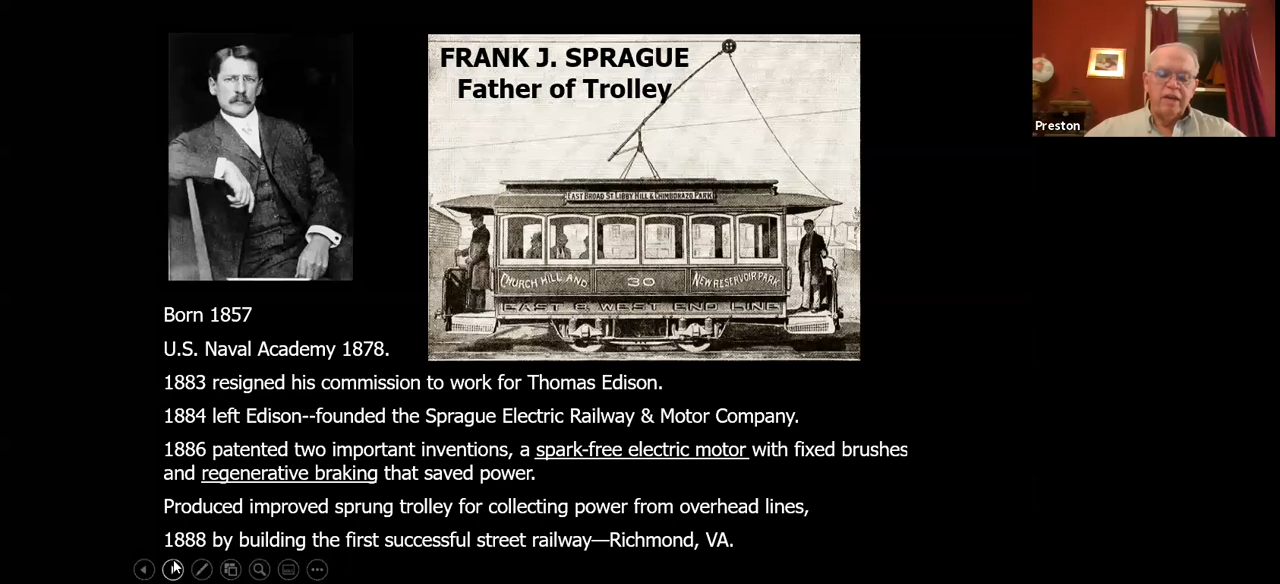 FRANK J. SPRAGUE
Father of Trolley
Preston
EAST BROAD ST. LIBBY HILL & CHIMBORAZO PARK
CHURCH HILL AND
30
NEW RESERVOIR PARK
EAST & WEST END LINE
Born 1857
U.S. Naval Academy 1878.
1883 resigned his commission to work for Thomas Edison.
1884 left Edison--founded the Sprague Electric Railway & Motor Company.
1886 patented two important inventions, a spark-free electric motor with fixed brushes
and regenerative braking that saved power.
Produced improved sprung trolley for collecting power from overhead lines,
1888 by building the first successful street railway—Richmond, VA.